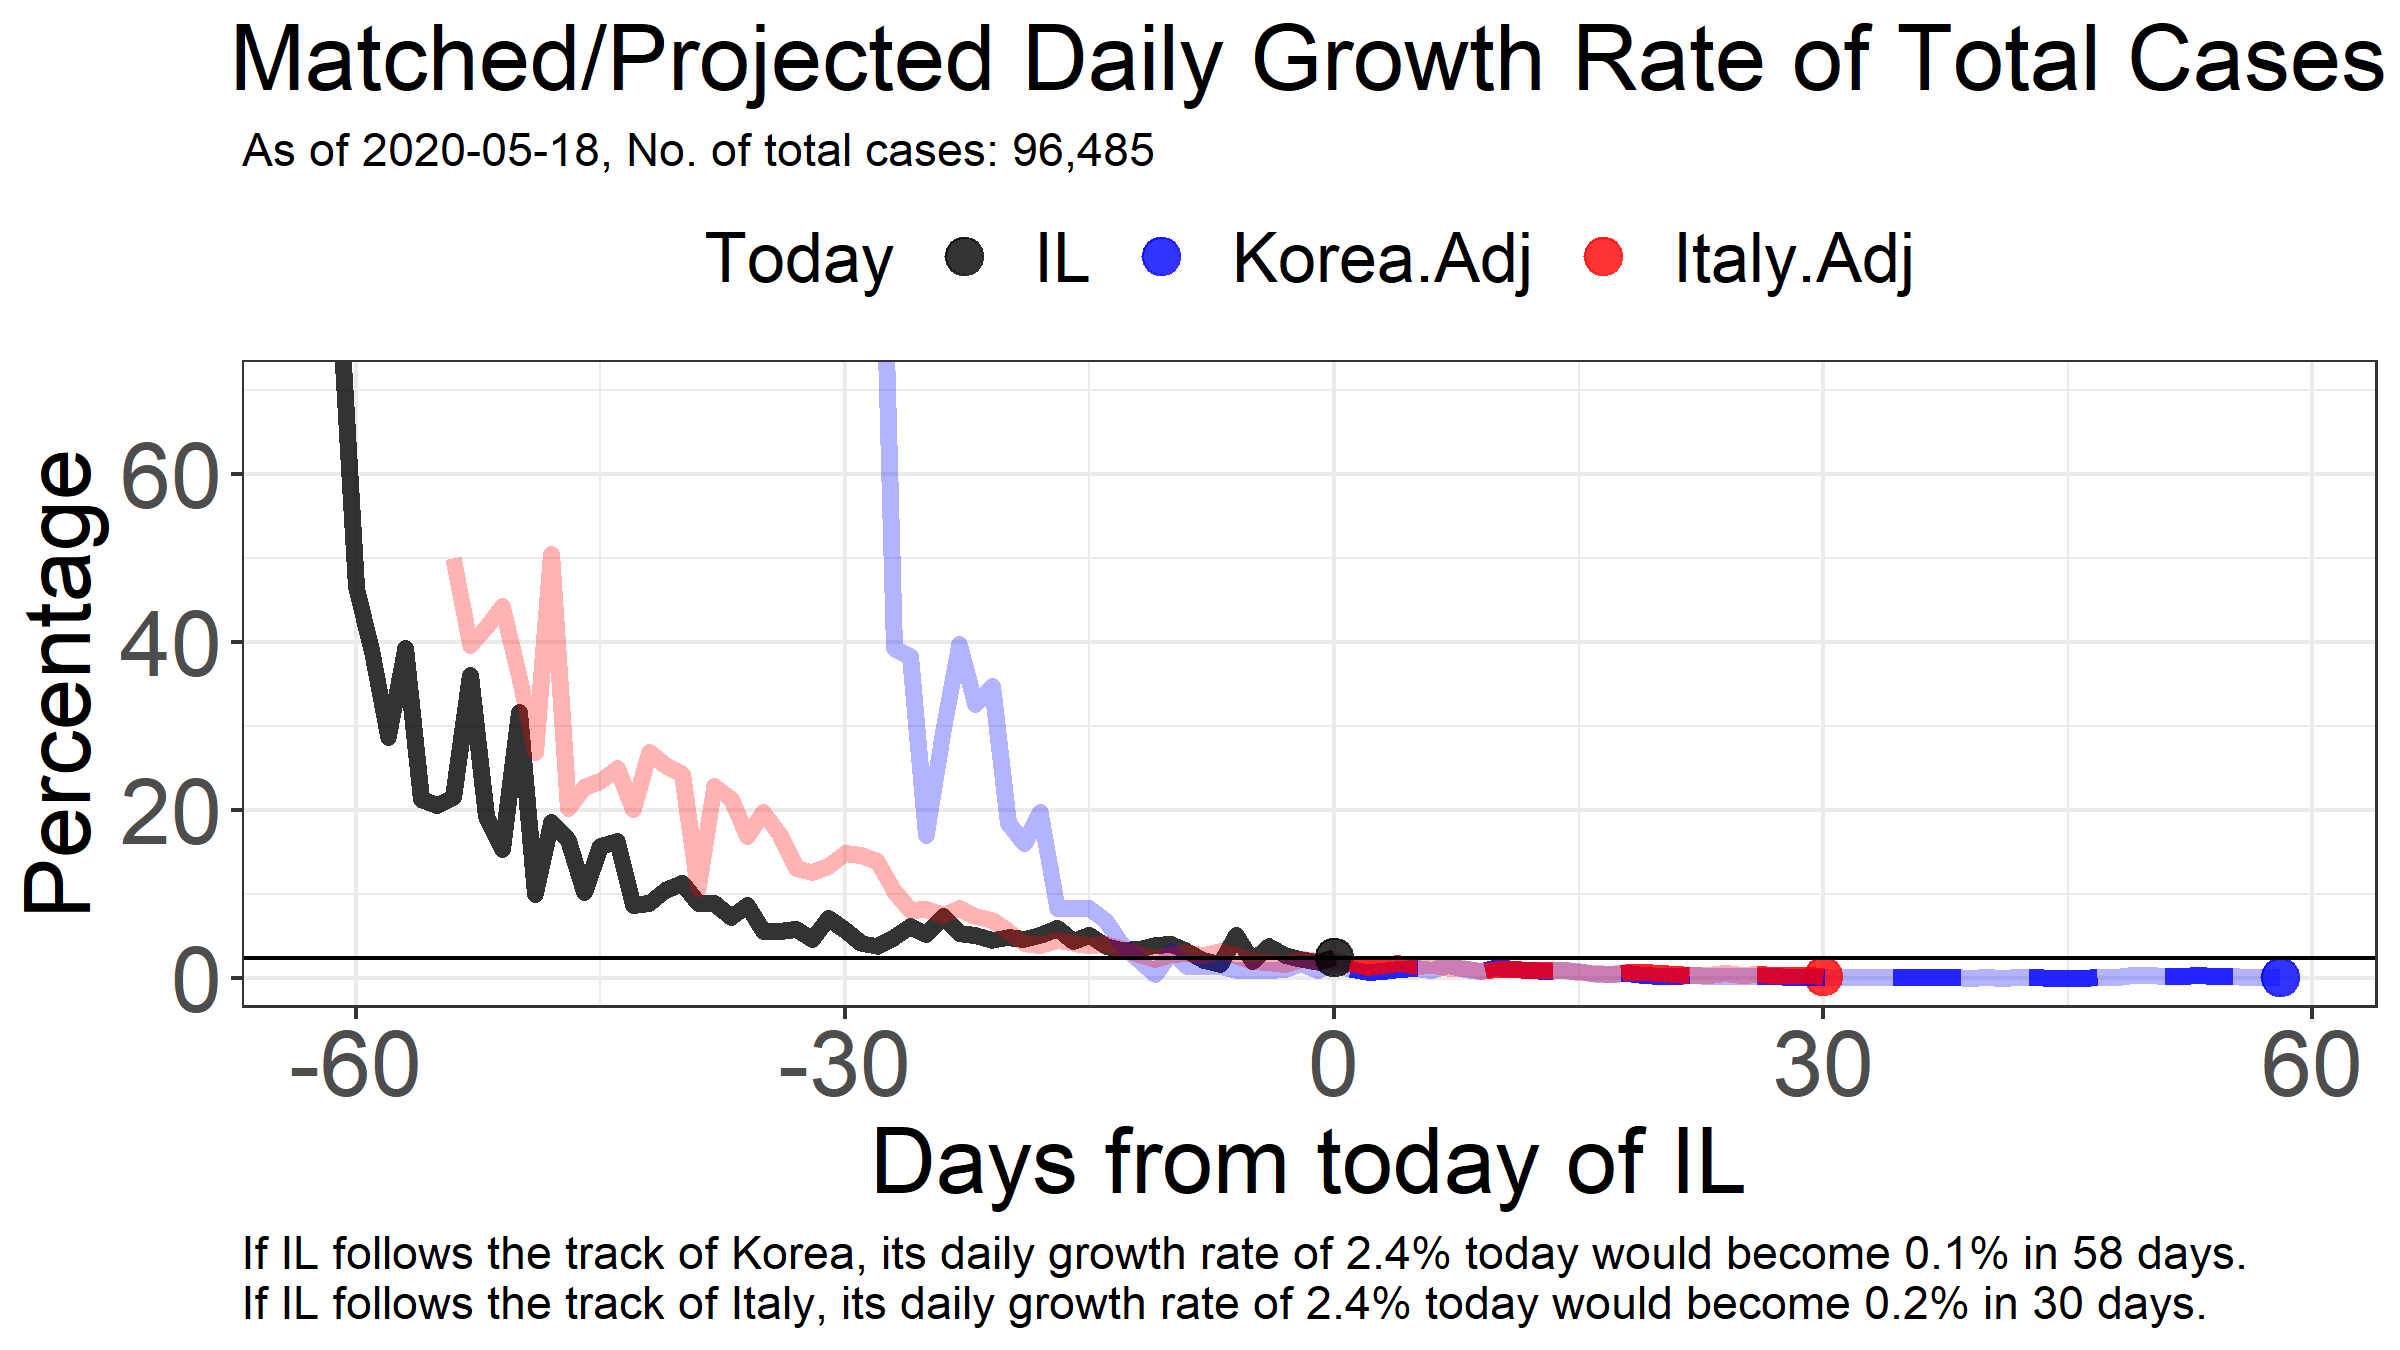 Matched/Projected Daily Growth Rate of Total Cases
As of 2020-05-18, No. of total cases: 96,485
Today IL Korea.Adj Italy.Adj
Percentage
60
40
20
0
-60 -30 0 30 60
Days from today of IL
If IL follows the track of Korea, its daily growth rate of 2.4% today would become 0.1% in 58 days.
If IL follows the track of Italy, its daily growth rate of 2.4% today would become 0.2% in 30 days.